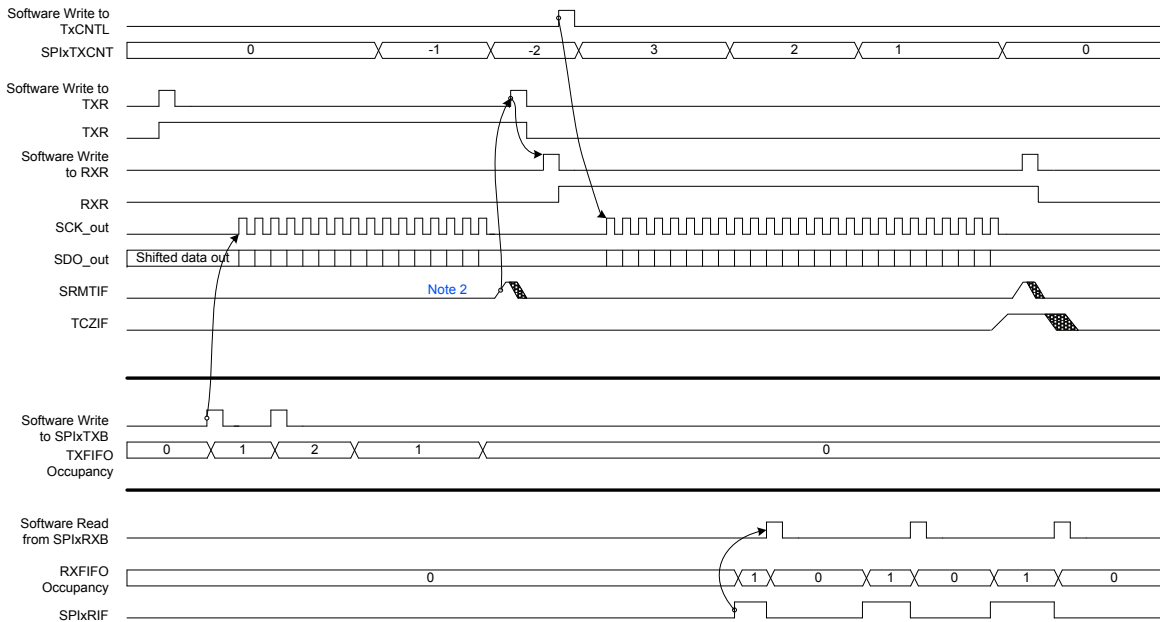 Software Write to
TxCNTL
SPIxTXCNT 0 -1 -2 3 2 1 0
Software Write to
TXR
TXR
Software Write
to RXR
RXR
SCK_out
SDO_out Shifted data out
SRMTIF Note 2
TCZIF
Software Write
to SPIxTXB
TXFIFO
Occupancy
0 1 2 1 0
Software Read
from SPIxRXB
RXFIFO
Occupancy
0 1 0 1 0 1 0
SPIxRIF